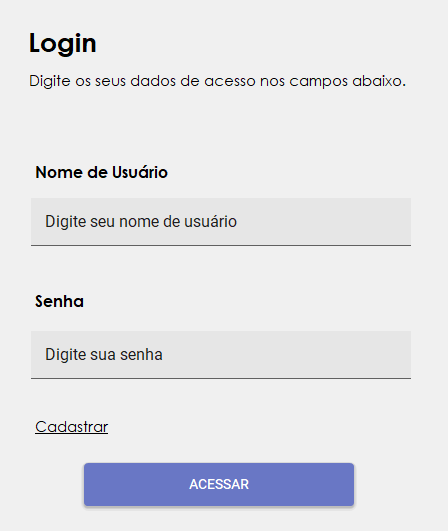 Login
Digite os seus dados de acesso nos campos abaixo.
Nome de Usuário
Digite seu nome de usuário
Senha
Digite sua senha
Cadastrar
ACESSAR